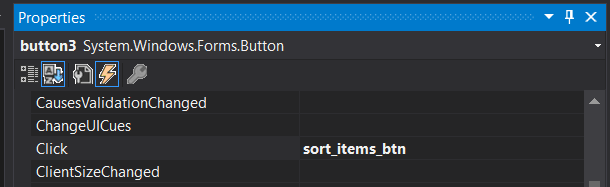 Properties
button3 System.Windows.Forms.Button
CausesValidationChanged
ChangeUICues
Click sort_items_btn
ClientSizeChanged